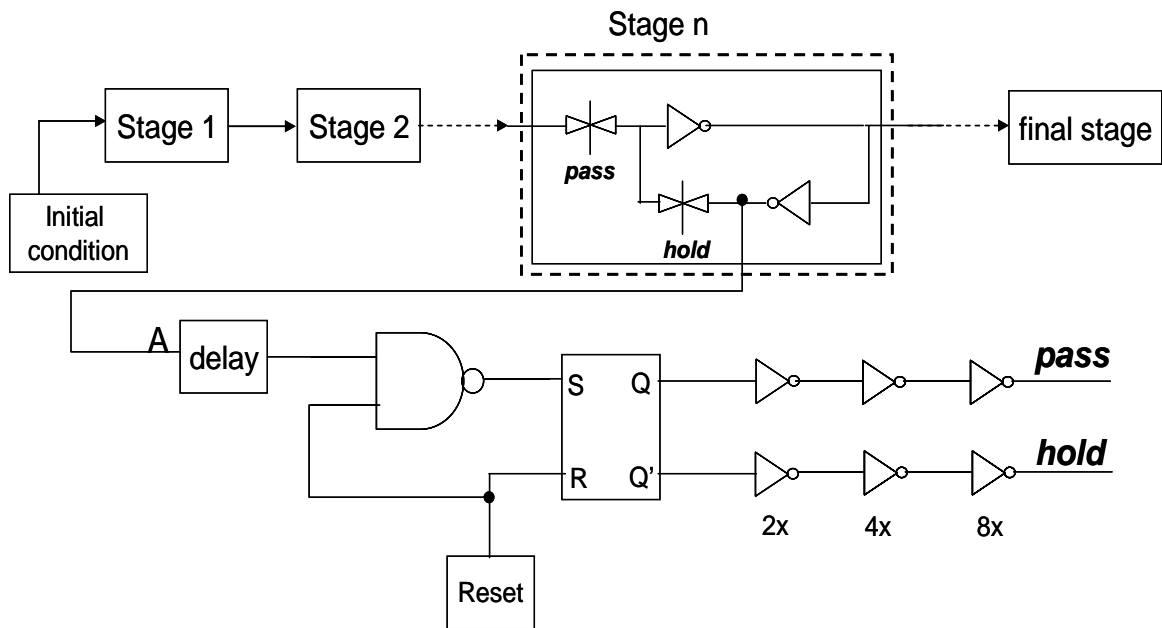 Stage n
Stage 1
Stage 2
final stage
pass
Initial
condition
hold
A
delay
pass
S
Q
R
Q’
hold
2x
4x
8x
Reset